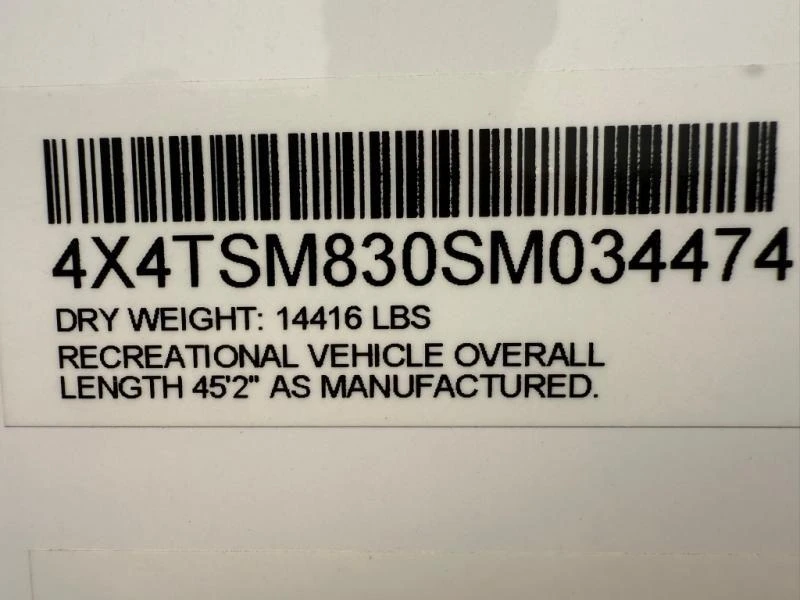 4X4TSM830SM034474
DRY WEIGHT: 14416 LBS
RECREATIONAL VEHICLE OVERALL
LENGTH 45'2" AS MANUFACTURED.